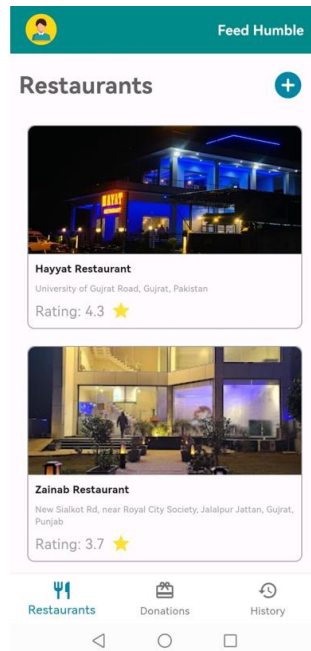 Feed Humble
Restaurants
HAYAT
Hayyat Restaurant
University of Gujrat Road, Gujrat, Pakistan
Rating: 4.3
Zainab Restaurant
New Sialkot Rd, near Royal City Society, Jalalpur Jattan, Gujrat,
Punjab
Rating: 3.7
Restaurants
Donations
History